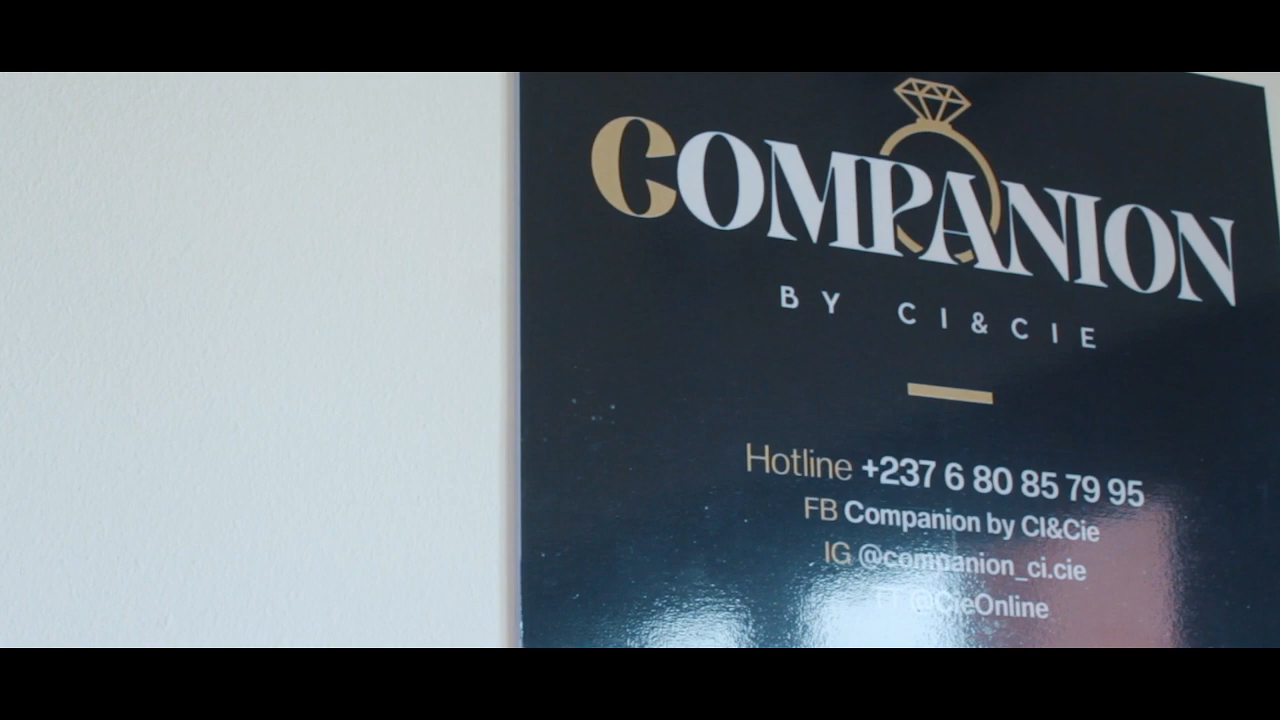 COMPANION
BY CI&CIE
Hotline +237 6 80 85 79 95
FB Companion by CI&Cie
IG @companion_ci.cie
@CieOnline